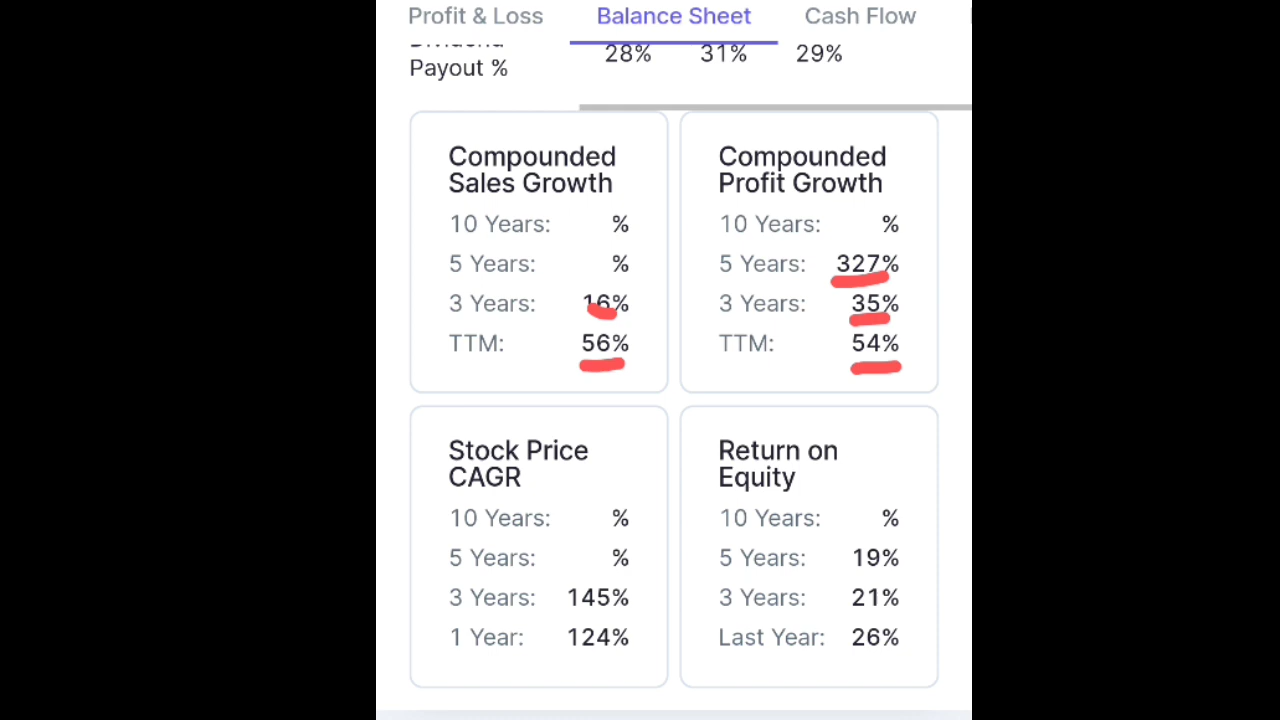 Profit & Loss Balance Sheet Cash Flow
Payout % 28% 31% 29%
Compounded
Sales Growth
10 Years: %
5 Years: %
3 Years: 16%
TTM: 56%
Compounded
Profit Growth
10 Years: %
5 Years: 327%
3 Years: 35%
TTM: 54%
Stock Price
CAGR
10 Years: %
5 Years: %
3 Years: 145%
1 Year: 124%
Return on
Equity
10 Years: %
5 Years: 19%
3 Years: 21%
Last Year: 26%